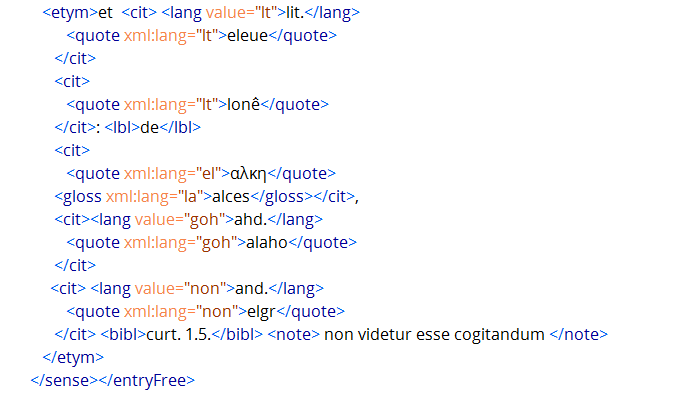 <etym>et  <cit> <lang value="lt">lit.</lang>
<quote xml:lang="lt">eleue</quote>
</cit>
<cit>
<quote xml:lang="lt">lonê</quote>
</cit>: <lbl>de</lbl>
<cit>
<quote xml:lang="el">αλκη</quote>
<gloss xml:lang="la">alces</gloss></cit>,
<cit><lang value="goh">ahd.</lang>
<quote xml:lang="goh">alaho</quote>
</cit>
<cit> <lang value="non">and.</lang>
<quote xml:lang="non">elgr</quote>
</cit> <bibl>curt. 1.5.</bibl> <note> non videtur esse cogitandum </note>
</etym>
</sense></entryFree>